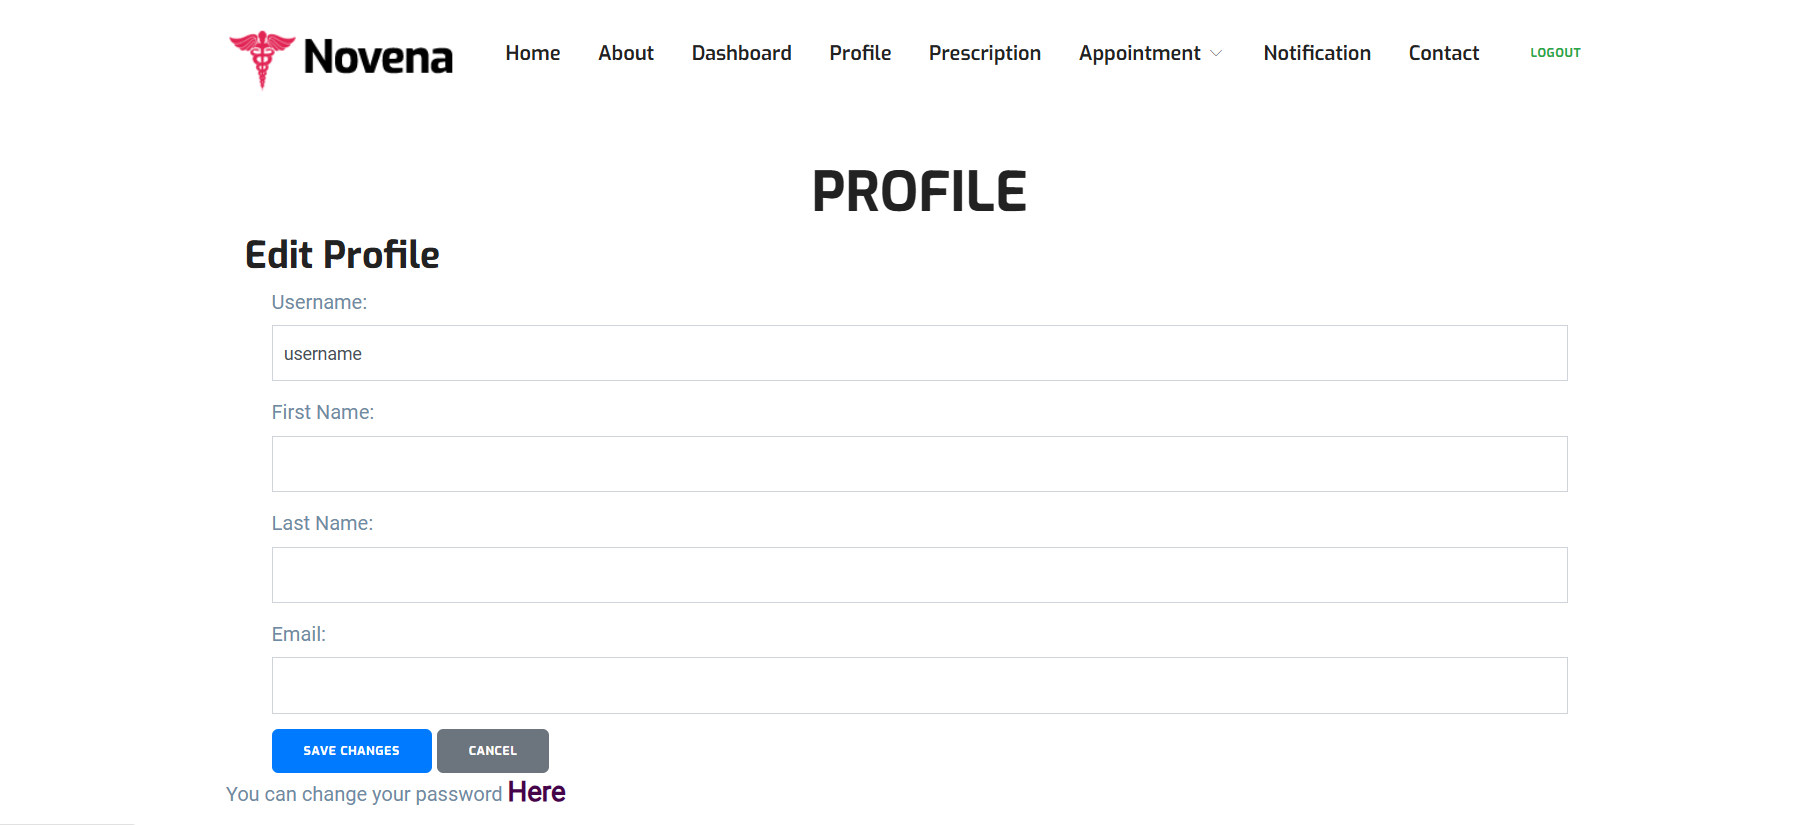 Novena Home About Dashboard Profile Prescription Appointment Notification Contact LOGOUT
PROFILE
Edit Profile
Username:
username
First Name:
Last Name:
Email:
SAVE CHANGES CANCEL
You can change your password Here